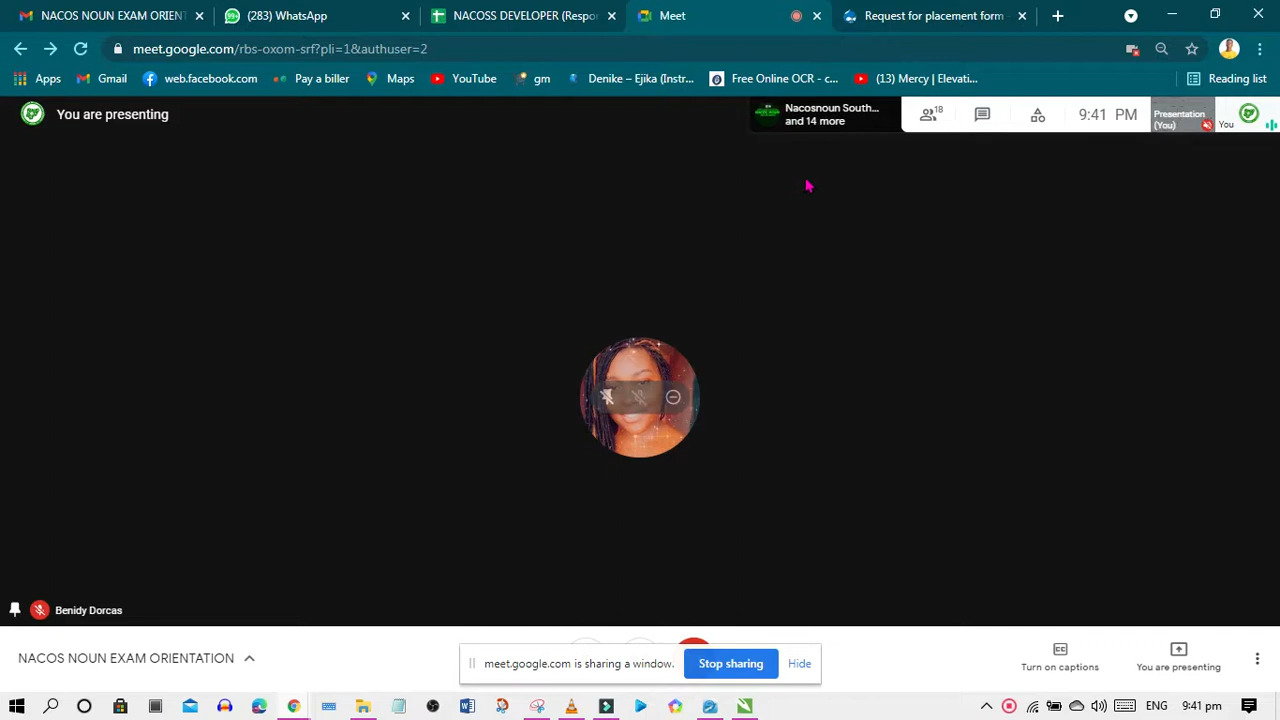 NACOS NOUN EXAM ORIENT
(283) WhatsApp
NACOSS DEVELOPER (Respo
Meet
Request for placement form
meet.google.com/rbs-oxom-srf?pli=1&authuser=2
Apps
Gmail
web.facebook.com
Pay a biller
Maps
YouTube
gm
Denike – Ejika (Instr...
Free Online OCR - c...
(13) Mercy | Elevati...
Reading list
You are presenting
Nacosnoun South...
and 14 more
18
9:41 PM
Presentation
(You)
You
Benidy Dorcas
NACOS NOUN EXAM ORIENTATION
meet.google.com is sharing a window.
Stop sharing
Hide
Turn on captions
You are presenting
ENG
9:41 pm